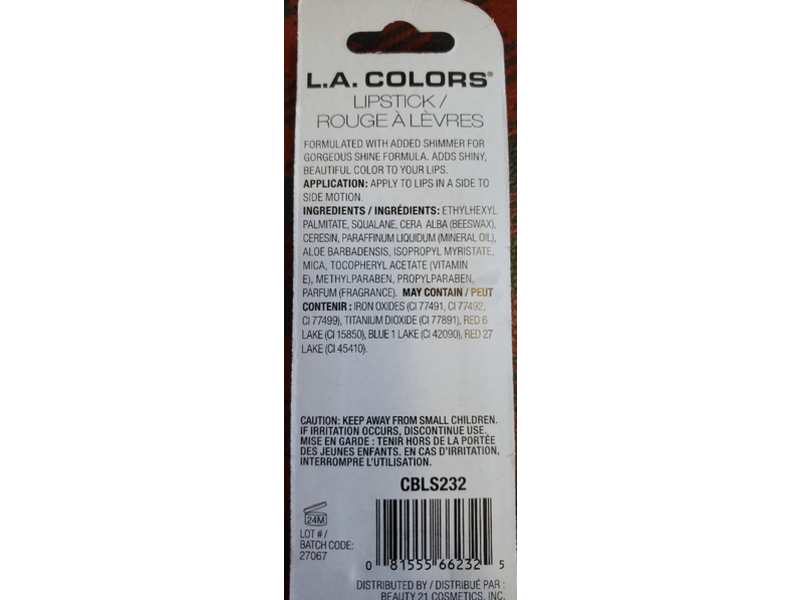 L.A. COLORS®
LIPSTICK /
ROUGE À LÈVRES
FORMULATED WITH ADDED SHIMMER FOR
GORGEOUS SHINE FORMULA. ADDS SHINY,
BEAUTIFUL COLOR TO YOUR LIPS.
APPLICATION: APPLY TO LIPS IN A SIDE TO
SIDE MOTION.
INGREDIENTS / INGRÉDIENTS: ETHYLHEXYL
PALMITATE, SQUALANE, CERA ALBA (BEESWAX),
CERESIN, PARAFFINUM LIQUIDUM (MINERAL OIL),
ALOE BARBADENSIS, ISOPROPYL MYRISTATE,
MICA, TOCOPHERYL ACETATE (VITAMIN
E), METHYLPARABEN, PROPYLPARABEN,
PARFUM (FRAGRANCE). MAY CONTAIN / PEUT
CONTENIR : IRON OXIDES (CI 77491, CI 77492,
CI 77499), TITANIUM DIOXIDE (CI 77891), RED 6
LAKE (CI 15850), BLUE 1 LAKE (CI 42090), RED 27
LAKE (CI 45410).
CAUTION: KEEP AWAY FROM SMALL CHILDREN.
IF IRRITATION OCCURS, DISCONTINUE USE.
MISE EN GARDE : TENIR HORS DE LA PORTÉE
DES JEUNES ENFANTS. EN CAS D'IRRITATION,
INTERROMPRE L'UTILISATION.
CBLS232
24M
LOT # /
BATCH CODE:
27067
0 81555 66232 5
DISTRIBUTED BY / DISTRIBUÉ PAR :
BEAUTY 21 COSMETICS, INC.